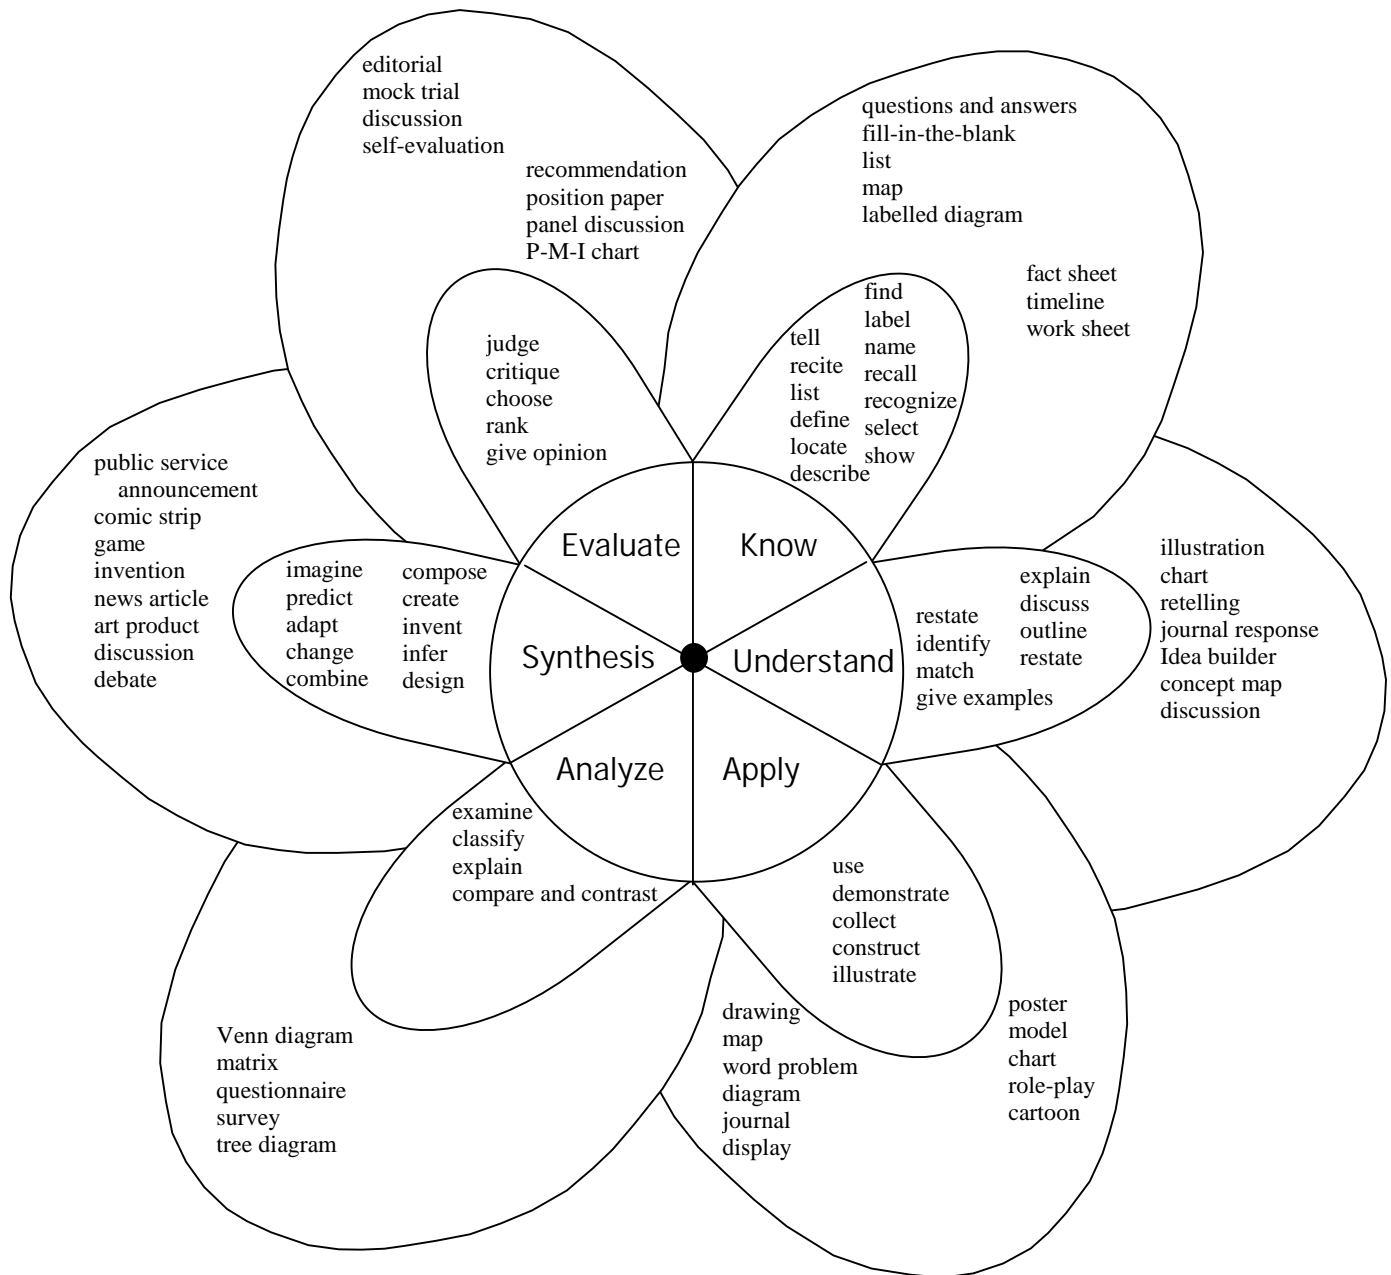 editorial
mock trial
discussion
self-evaluation
recommendation
position paper
panel discussion
P-M-I chart
judge
critique
choose
rank
give opinion
Evaluate
questions and answers
fill-in-the-blank
list
map
labelled diagram
fact sheet
timeline
work sheet
tell
recite
list
define
locate
describe
find
label
name
recall
recognize
select
show
Know
illustration
chart
retelling
journal response
Idea builder
concept map
discussion
restate
identify
match
give examples
explain
discuss
outline
restate
Understand
use
demonstrate
collect
construct
illustrate
drawing
map
word problem
diagram
journal
display
poster
model
chart
role-play
cartoon
Apply
examine
classify
explain
compare and contrast
Venn diagram
matrix
questionnaire
survey
tree diagram
Analyze
public service
announcement
comic strip
game
invention
news article
art product
discussion
debate
imagine
predict
adapt
change
combine
compose
create
invent
infer
design
Synthesis